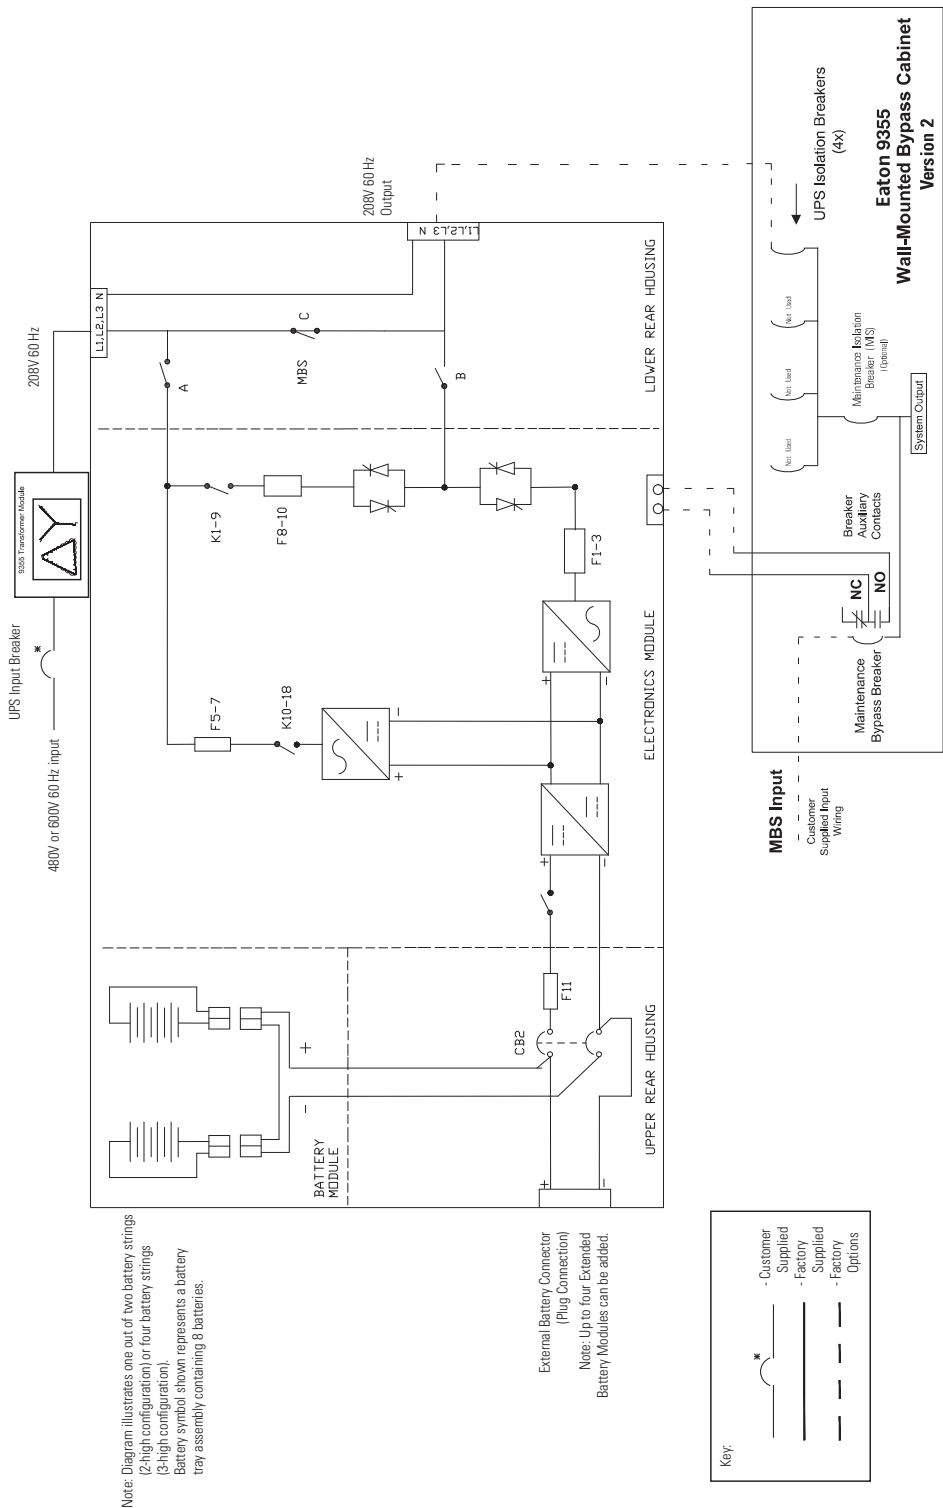 480V or 600V 60 Hz input
UPS Input Breaker
*
9355 Transformer Module
208V 60 Hz
L1,L2,L3 N
208V 60 Hz
Output
L1,L2,L3 N
A
MBS
C
B
LOWER REAR HOUSING
K1-9
F8-10
F1-3
F5-7
K10-18
+
-
+
-
+
-
ELECTRONICS MODULE
BATTERY
MODULE
+
-
CB2
F11
+
-
UPPER REAR HOUSING
Note: Diagram illustrates one out of two battery strings
(2-high configuration) or four battery strings
(3-high configuration).
Battery symbol shown represents a battery
tray assembly containing 8 batteries.
External Battery Connector
(Plug Connection)
Note: Up to four Extended
Battery Modules can be added.
MBS Input
Customer
Supplied Input
Wiring
Maintenance
Bypass Breaker
NC
NO
Breaker
Auxiliary
Contacts
Not Used
Not Used
Not Used
UPS Isolation Breakers
(4x)
Maintenance Isolation
Breaker (MIS)
(Optional)
System Output
Eaton 9355
Wall-Mounted Bypass Cabinet
Version 2
Key:
*
- Customer
Supplied
- Factory
Supplied
- Factory
Options